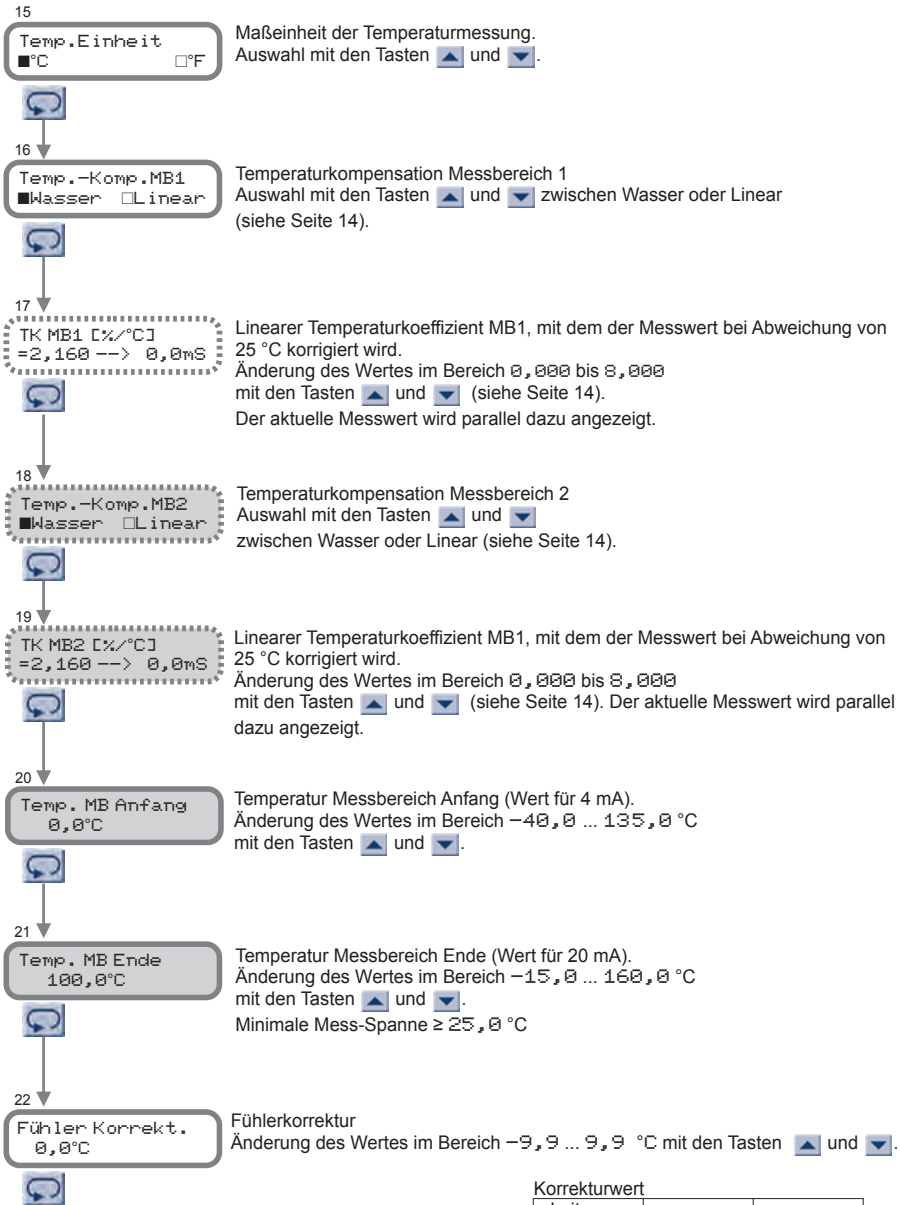 15
Temp.Einheit
■°C □°F
Maßeinheit der Temperaturmessung.
Auswahl mit den Tasten ▲ und ▼.
16
Temp.-Komp.MB1
■Wasser □Linear
Temperaturkompensation Messbereich 1
Auswahl mit den Tasten ▲ und ▼ zwischen Wasser oder Linear
(siehe Seite 14).
17
TK MB1 [%/°C]
=2,160 --> 0,0mS
Linearer Temperaturkoeffizient MB1, mit dem der Messwert bei Abweichung von
25 °C korrigiert wird.
Änderung des Wertes im Bereich 0,000 bis 8,000
mit den Tasten ▲ und ▼ (siehe Seite 14).
Der aktuelle Messwert wird parallel dazu angezeigt.
18
Temp.-Komp.MB2
■Wasser □Linear
Temperaturkompensation Messbereich 2
Auswahl mit den Tasten ▲ und ▼
zwischen Wasser oder Linear (siehe Seite 14).
19
TK MB2 [%/°C]
=2,160 --> 0,0mS
Linearer Temperaturkoeffizient MB1, mit dem der Messwert bei Abweichung von
25 °C korrigiert wird.
Änderung des Wertes im Bereich 0,000 bis 8,000
mit den Tasten ▲ und ▼ (siehe Seite 14). Der aktuelle Messwert wird parallel
dazu angezeigt.
20
Temp. MB Anfang
0,0°C
Temperatur Messbereich Anfang (Wert für 4 mA).
Änderung des Wertes im Bereich −40,0 ... 135,0 °C
mit den Tasten ▲ und ▼.
21
Temp. MB Ende
100,0°C
Temperatur Messbereich Ende (Wert für 20 mA).
Änderung des Wertes im Bereich −15,0 ... 160,0 °C
mit den Tasten ▲ und ▼.
Minimale Mess-Spanne ≥ 25,0 °C
22
Fühler Korrekt.
0,0°C
Fühlerkorrektur
Änderung des Wertes im Bereich −9,9 ... 9,9 °C mit den Tasten ▲ und ▼.
Korrekturwert